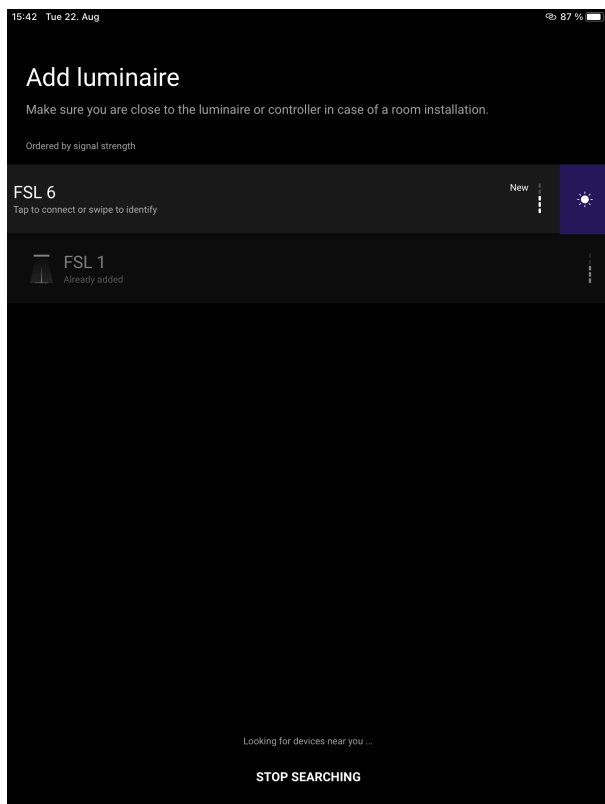 15:42 Tue 22. Aug 87 %
Add luminaire
Make sure you are close to the luminaire or controller in case of a room installation.
Ordered by signal strength
FSL 6
New
Tap to connect or swipe to identify
FSL 1
Already added
Looking for devices near you ...
STOP SEARCHING